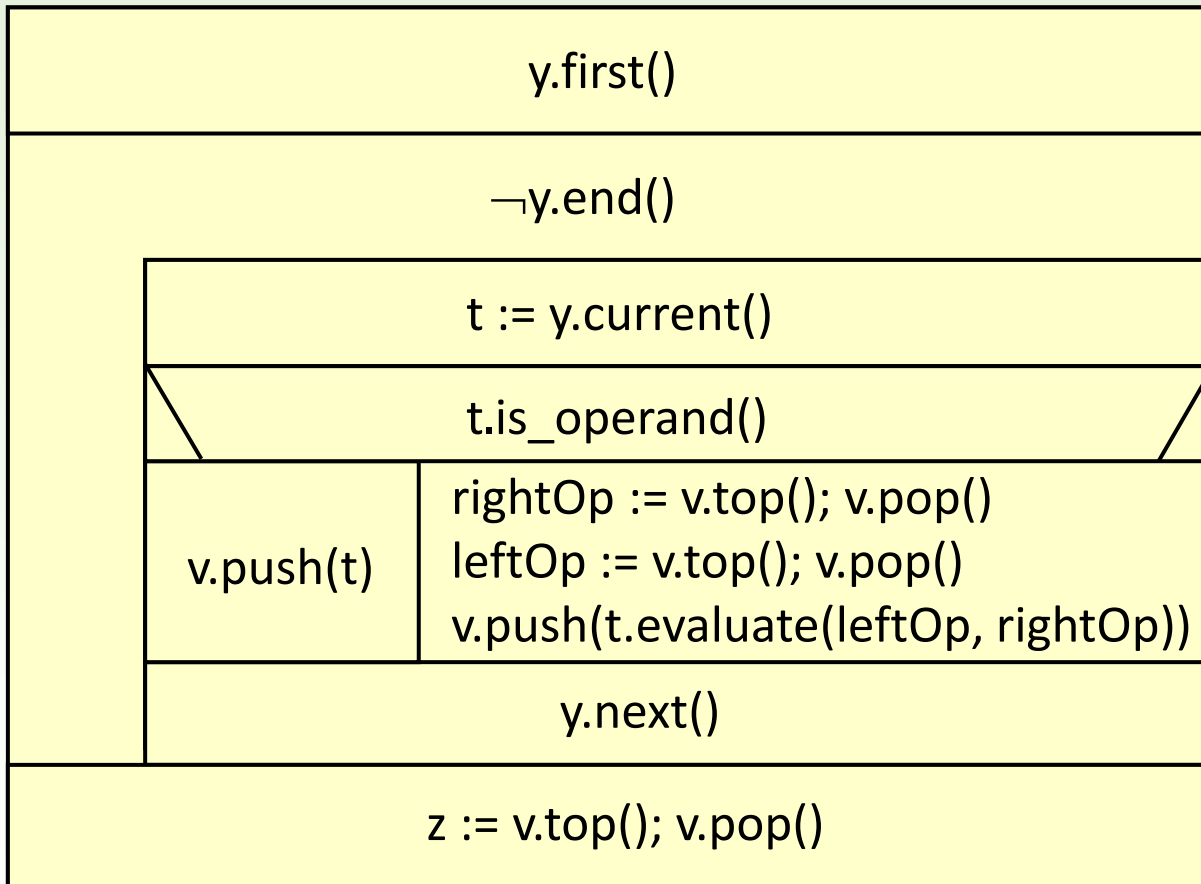 y.first()
¬y.end()
t := y.current()
t.is_operand()
v.push(t)
rightOp := v.top(); v.pop()
leftOp := v.top(); v.pop()
v.push(t.evaluate(leftOp, rightOp))
y.next()
z := v.top(); v.pop()